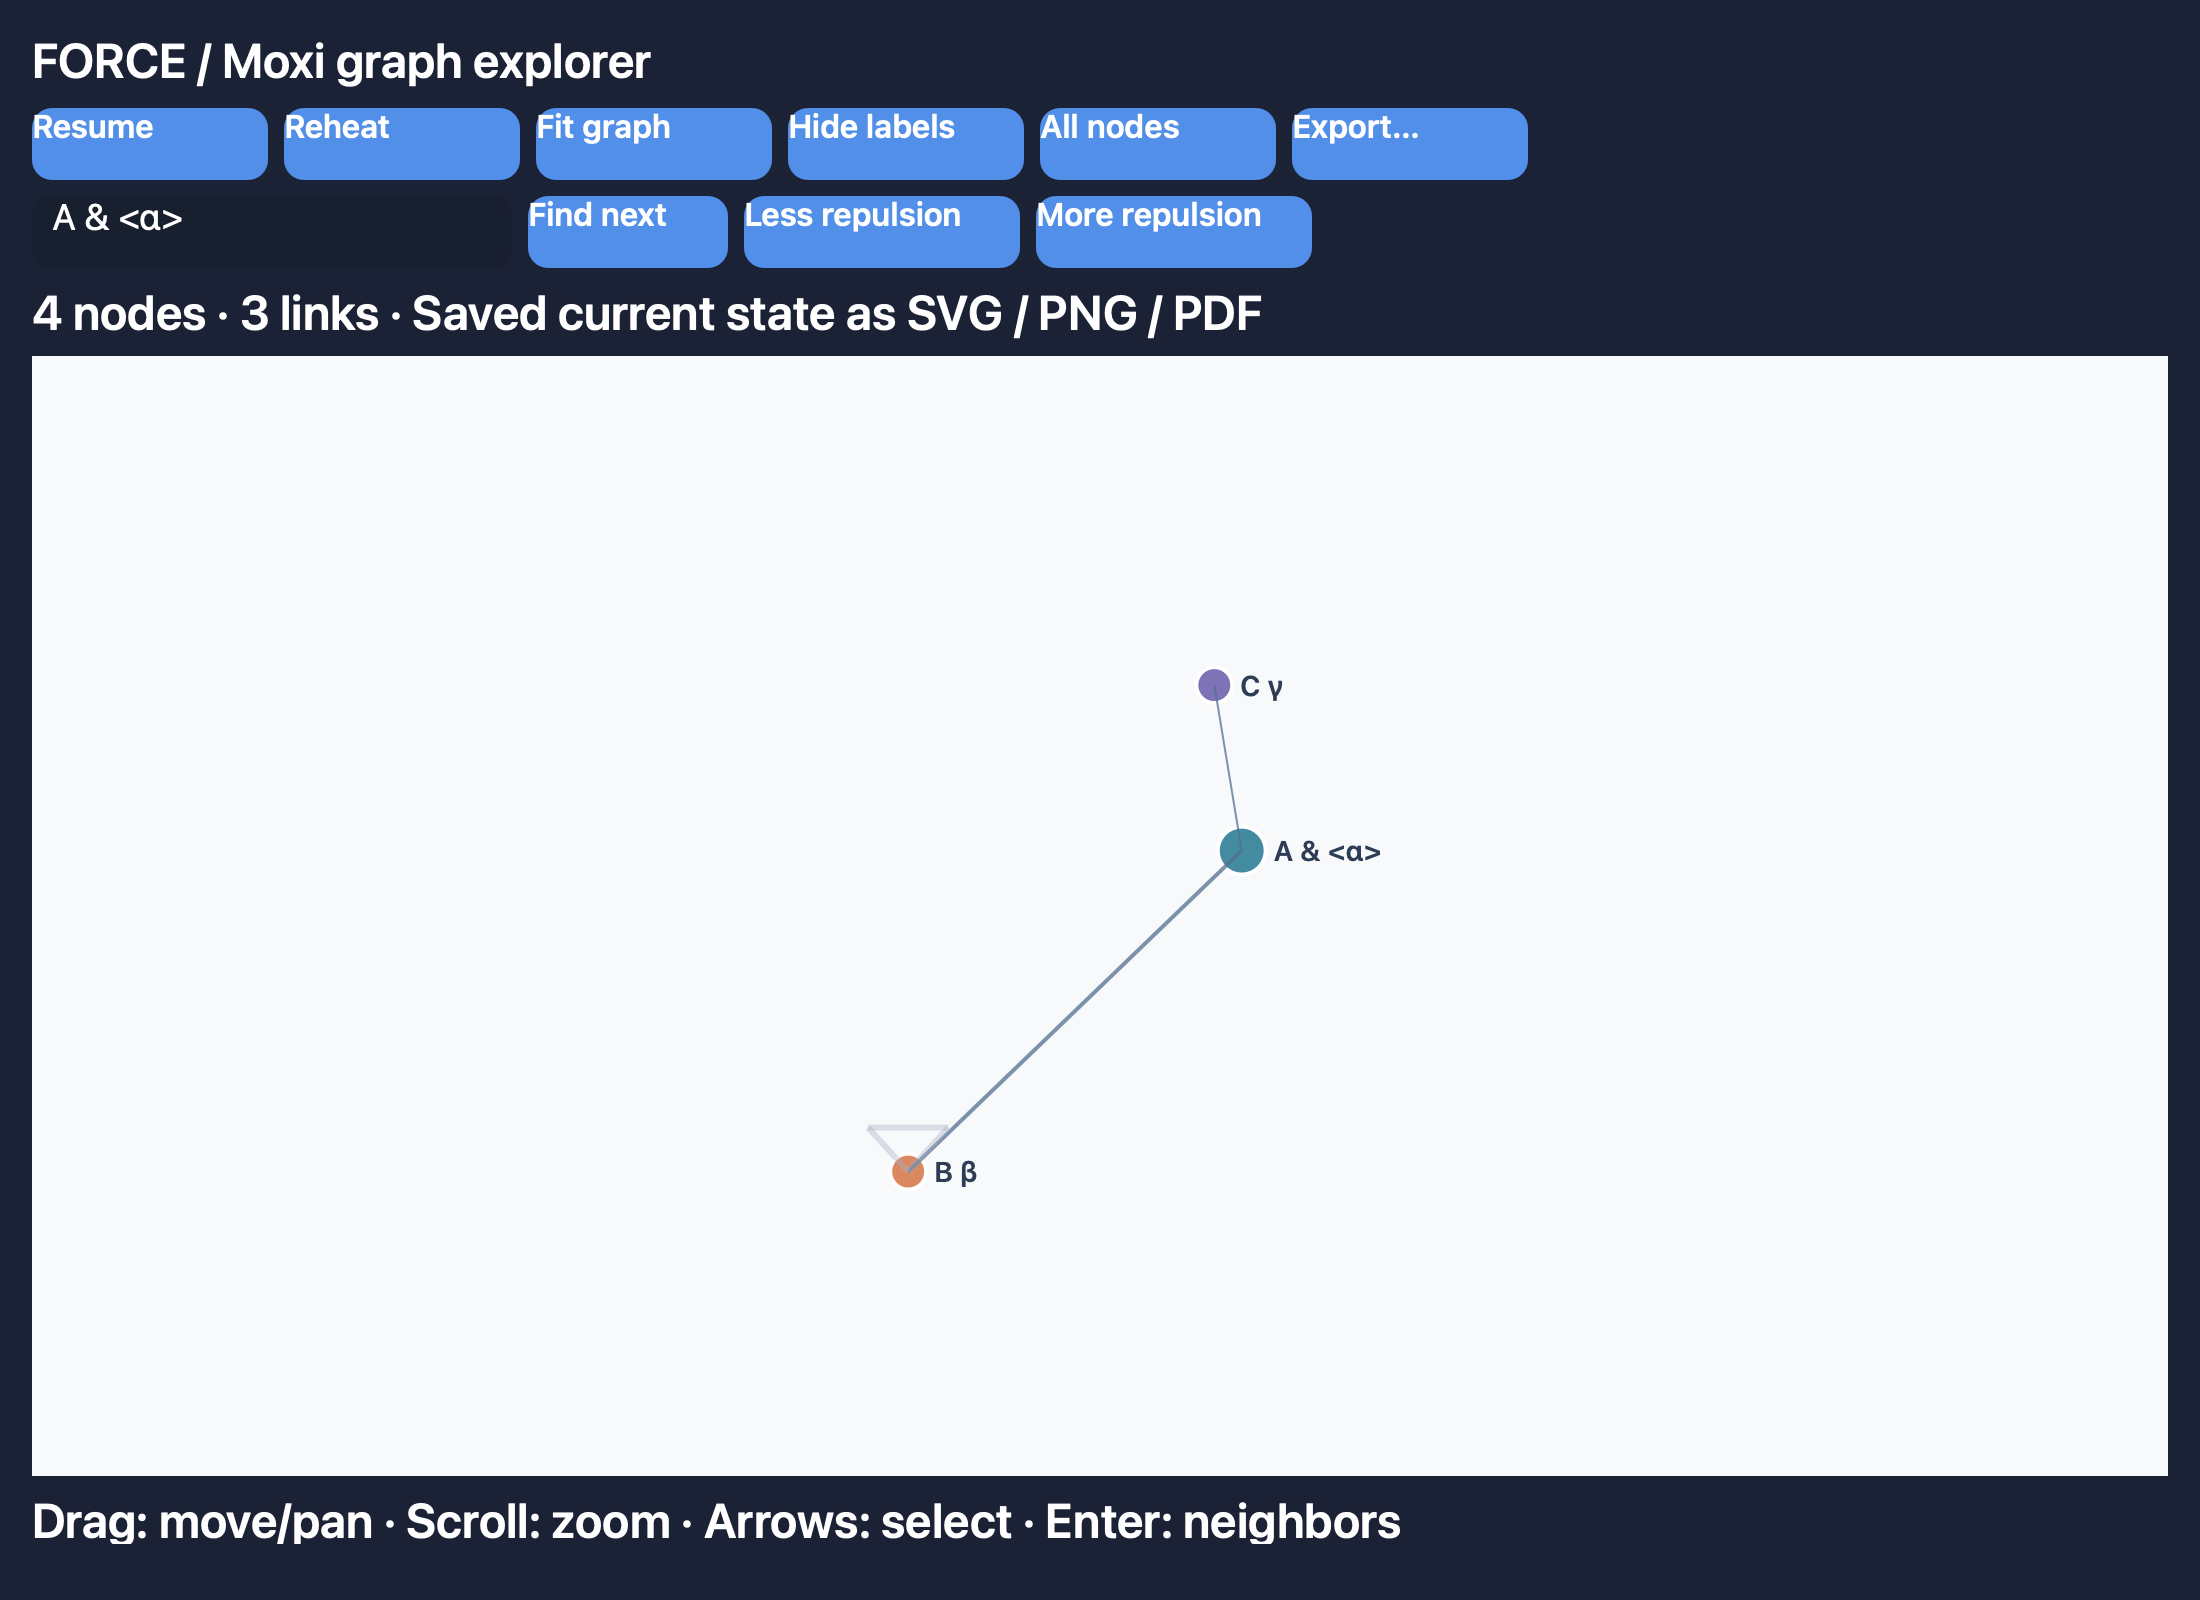 FORCE / Moxi graph explorer
Resume Reheat Fit graph Hide labels All nodes Export...
A & <α> Find next Less repulsion More repulsion
4 nodes · 3 links · Saved current state as SVG / PNG / PDF
C γ
A & <α>
B β
Drag: move/pan · Scroll: zoom · Arrows: select · Enter: neighbors